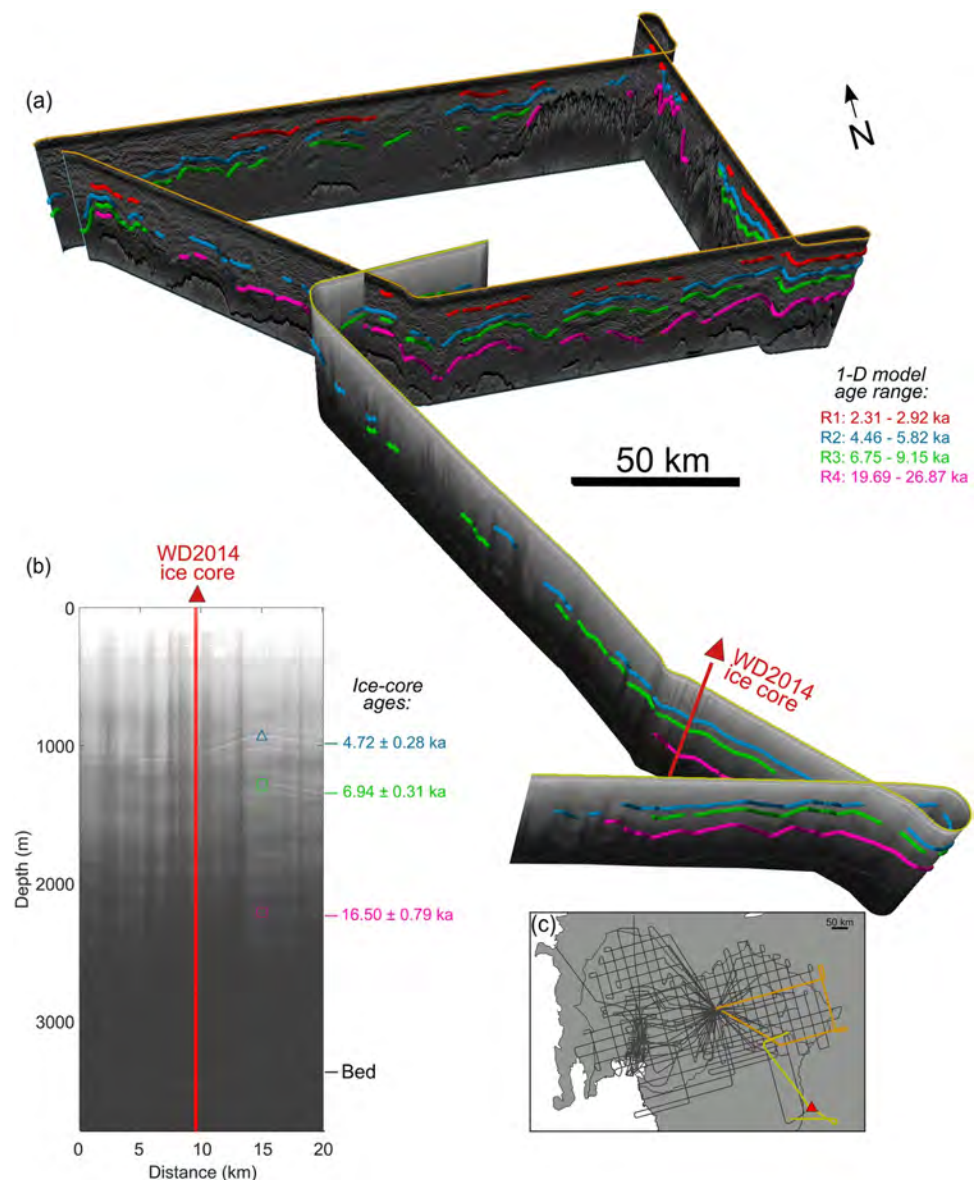 (a)
N
1-D model
age range:
R1: 2.31 - 2.92 ka
R2: 4.46 - 5.82 ka
R3: 6.75 - 9.15 ka
R4: 19.69 - 26.87 ka
50 km
WD2014
ice core
(b)
WD2014
ice core
0
5
10
15
20
0
1000
2000
3000
Depth (m)
Ice-core
ages:
4.72 ± 0.28 ka
6.94 ± 0.31 ka
16.50 ± 0.79 ka
Bed
0
10
20
Distance (km)
(c)
50 km